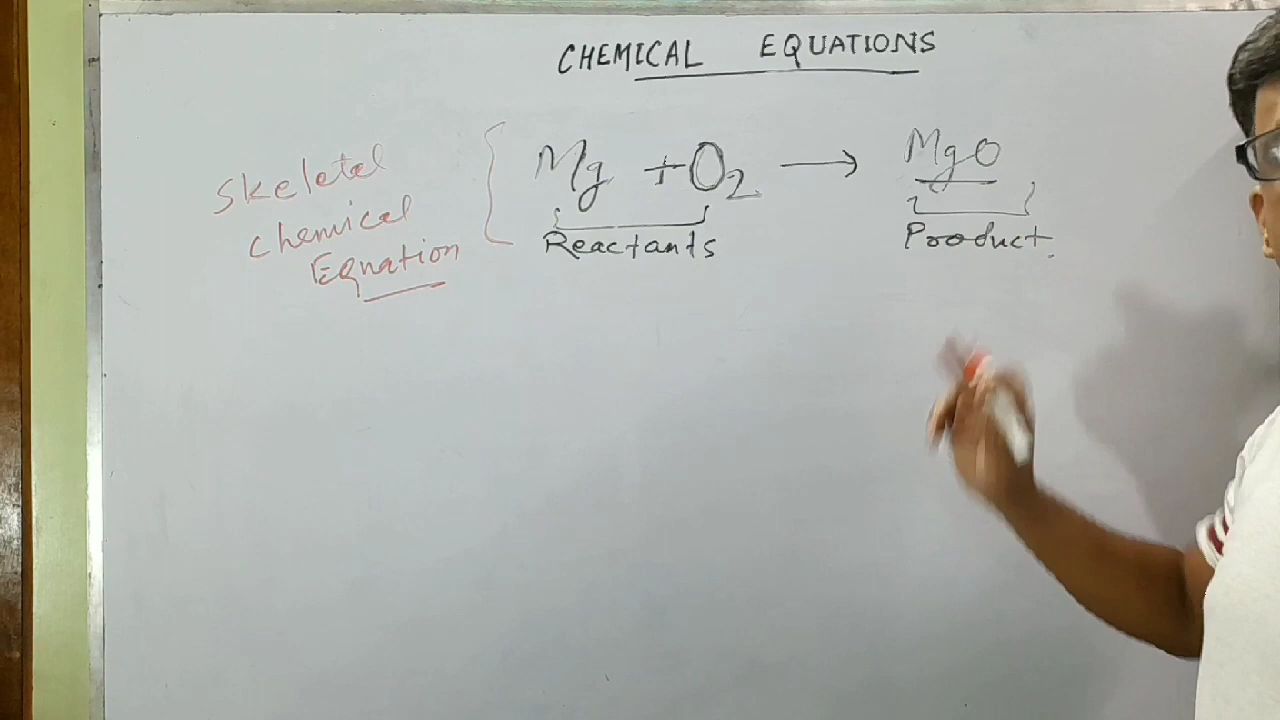 CHEMICAL EQUATIONS
Mg + O2 → MgO
Reactants Product.
Skeletal
chemical
Equation